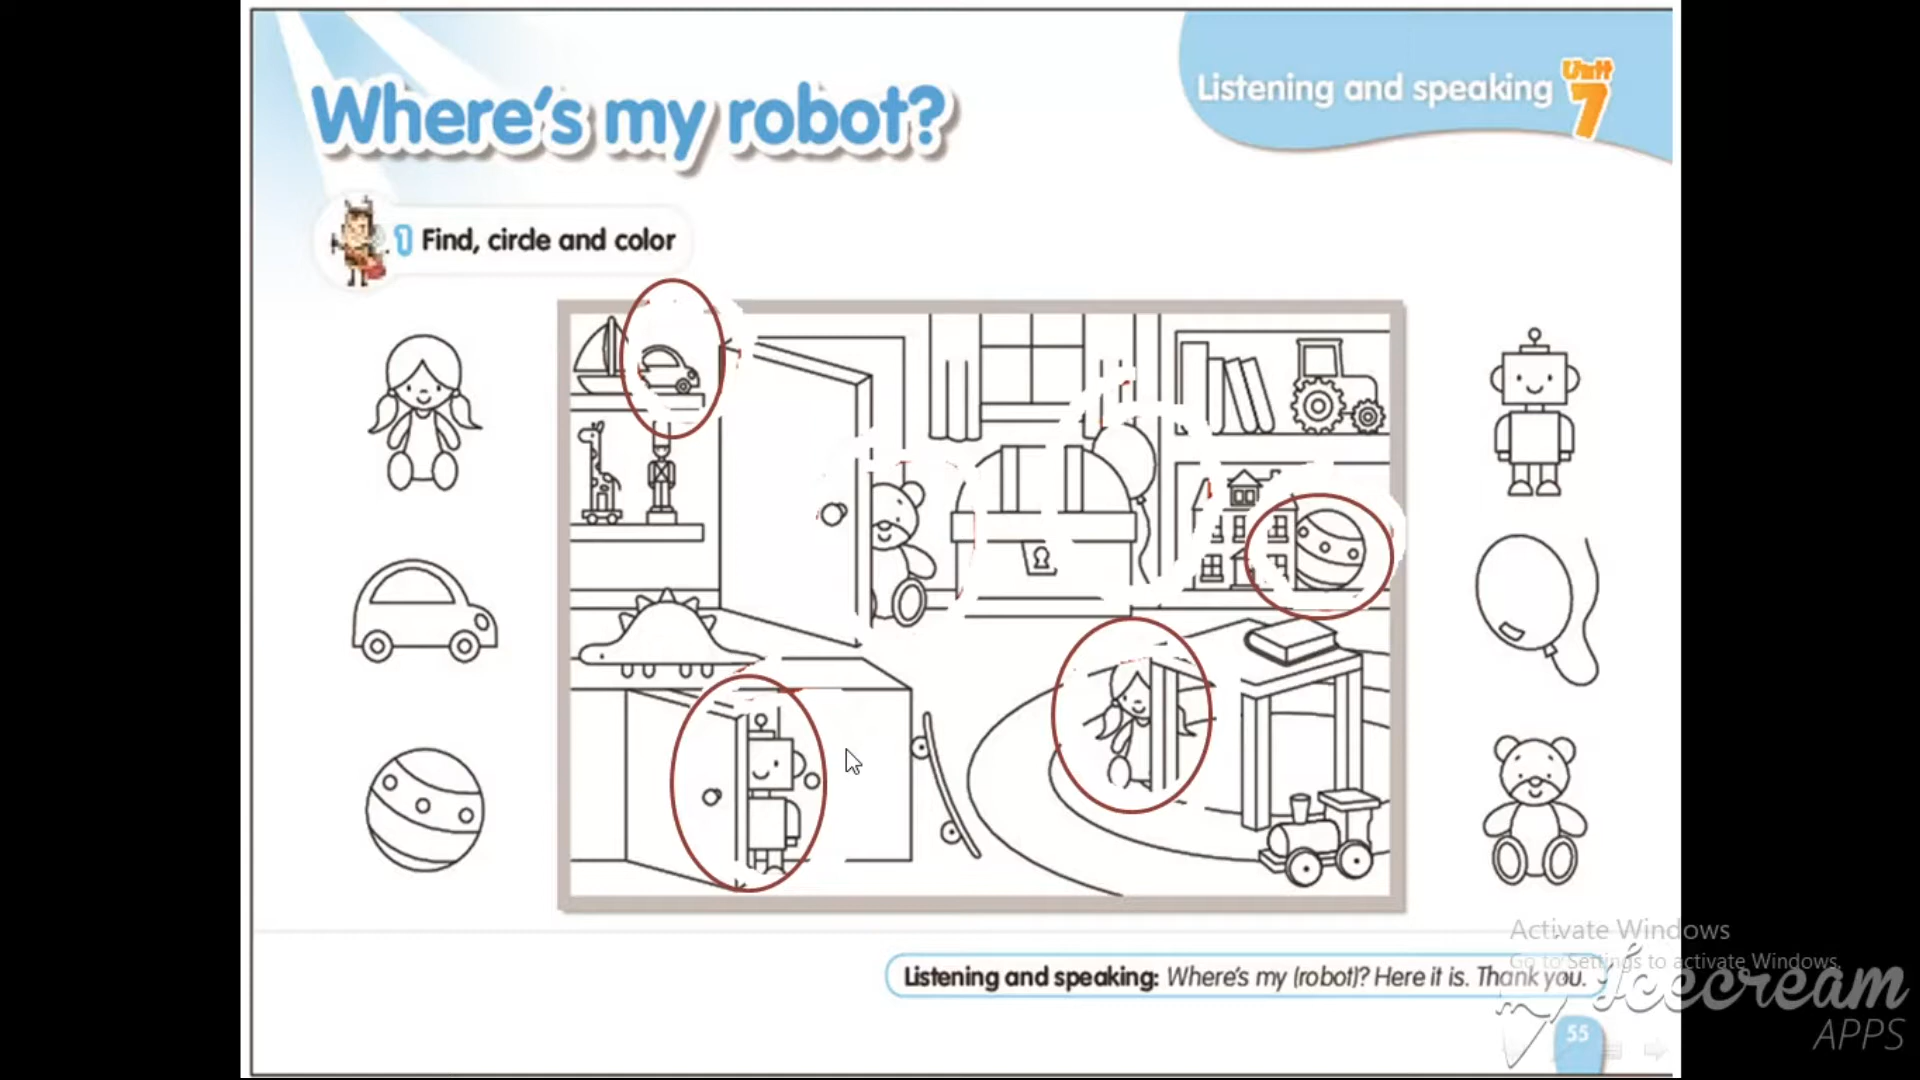 Where's my robot?
Listening and speaking Unit 7
1 Find, circle and color
Activate Windows
Go to Settings to activate Windows.
Listening and speaking: Where's my (robot)? Here it is. Thank you.
Icecream
APPS
55